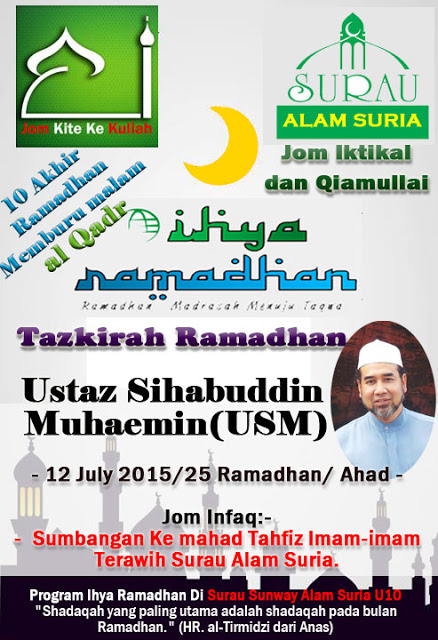 Jom Kite Ke Kuliah
SURAU
ALAM SURIA
Jom Iktikal
dan Qiamullai
10 Akhir
Ramadhan
Memburu malam
al Qadr
ihya
ramadhan
Ramadhan Madrasah Menuju Taqwa
Tazkirah Ramadhan
Ustaz Sihabuddin
Muhaemin(USM)
- 12 July 2015/25 Ramadhan/ Ahad -
Jom Infaq:-
- Sumbangan Ke mahad Tahfiz Imam-imam
Terawih Surau Alam Suria.
Program Ihya Ramadhan Di Surau Sunway Alam Suria U10
"Shadaqah yang paling utama adalah shadaqah pada bulan
Ramadhan." (HR. al-Tirmidzi dari Anas)